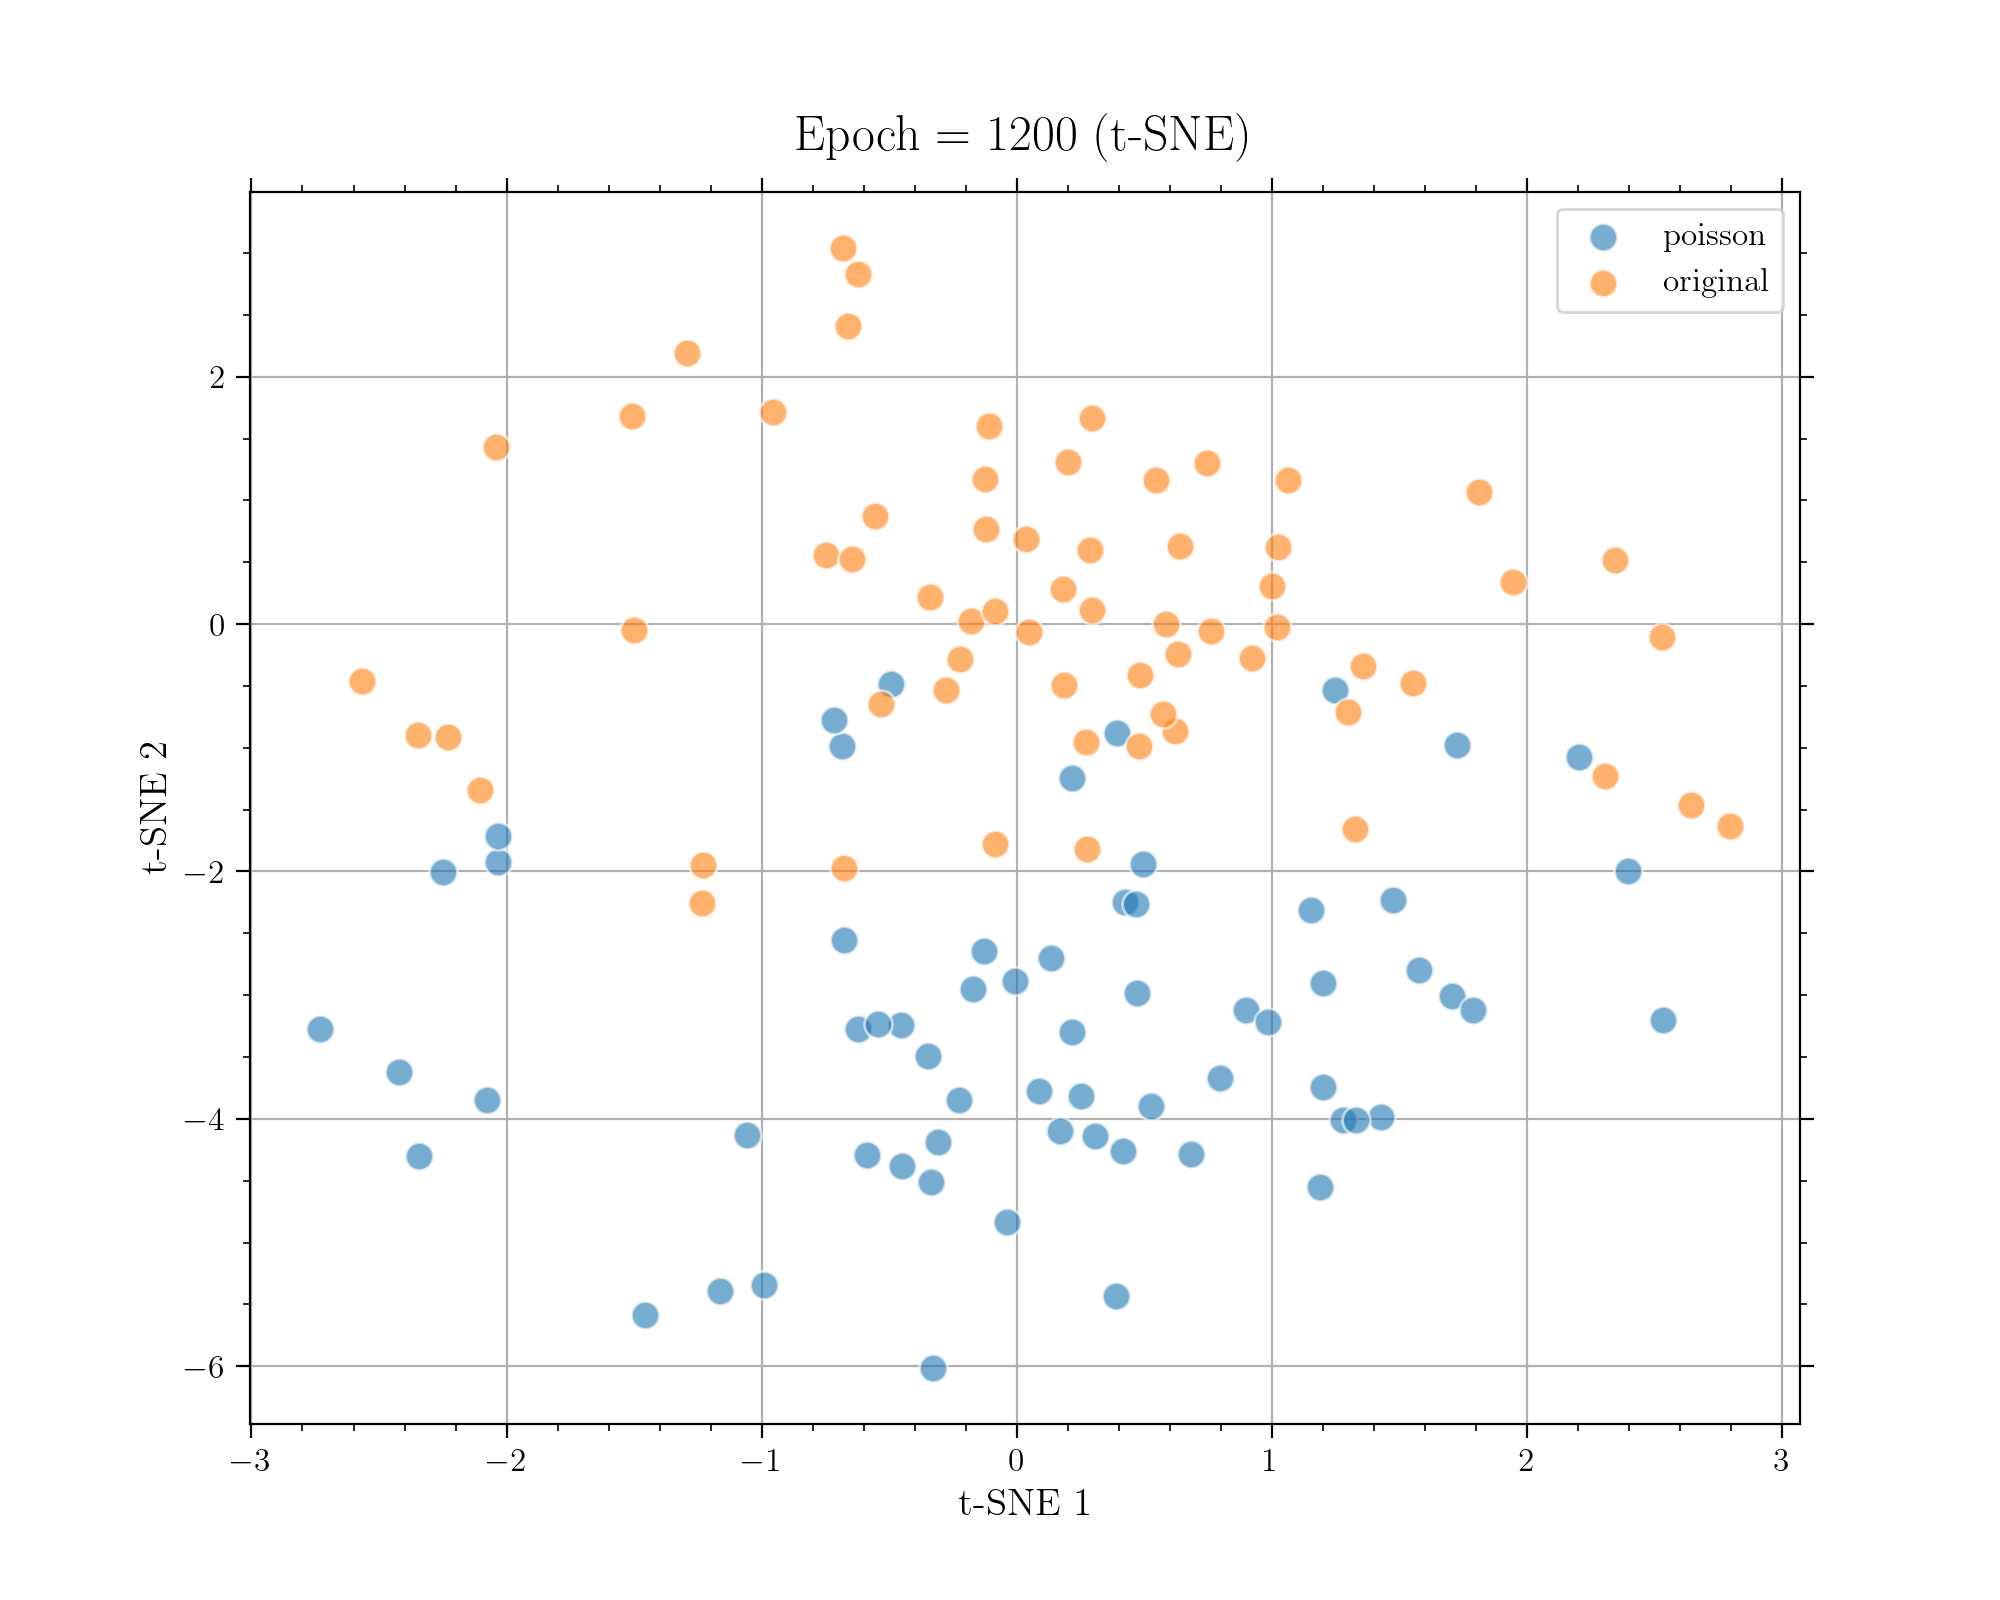 Epoch = 1200 (t-SNE)
poisson
original
2
0
−2
−4
−6
t-SNE 2
−3 −2 −1 0 1 2 3
t-SNE 1